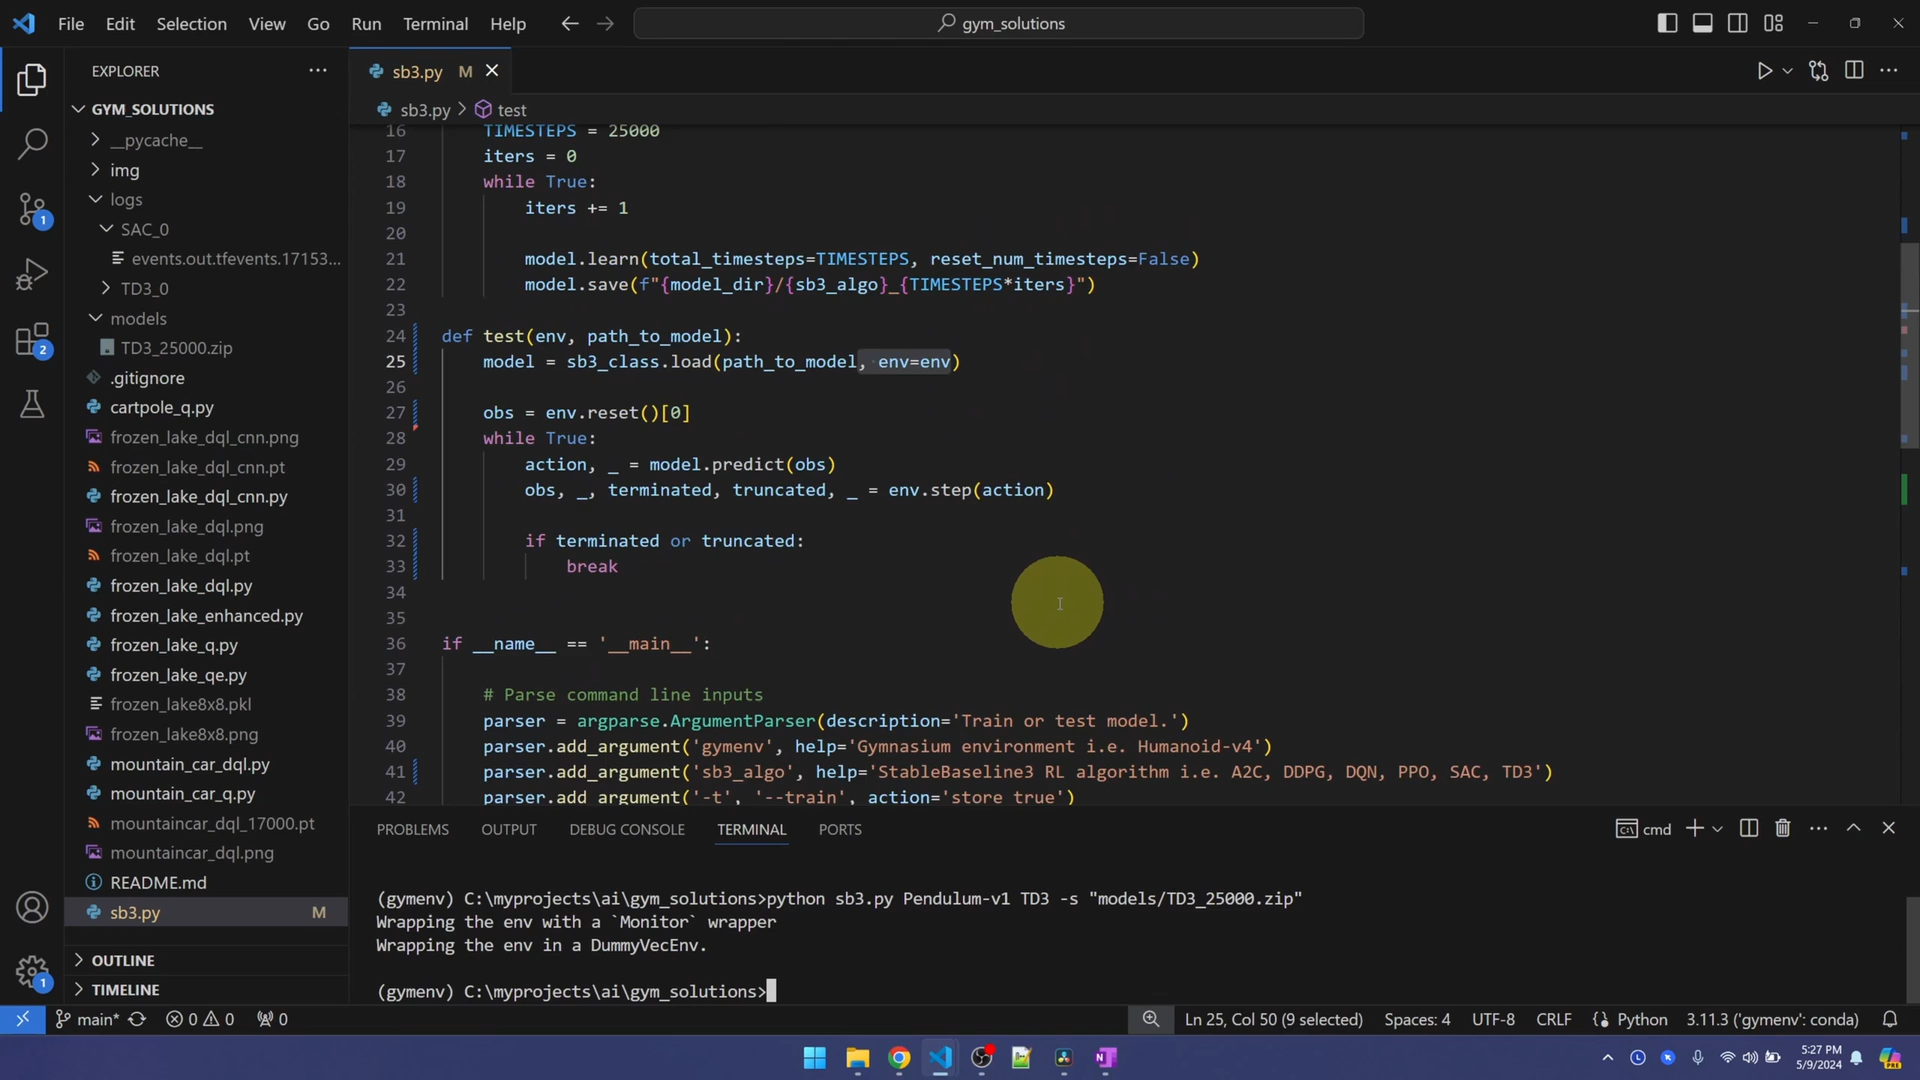 File Edit Selection View Go Run Terminal Help
gym_solutions
EXPLORER
GYM_SOLUTIONS
__pycache__
img
logs
SAC_0
events.out.tfevents.17153...
TD3_0
models
TD3_25000.zip
.gitignore
cartpole_q.py
frozen_lake_dql_cnn.png
frozen_lake_dql_cnn.pt
frozen_lake_dql_cnn.py
frozen_lake_dql.png
frozen_lake_dql.pt
frozen_lake_dql.py
frozen_lake_enhanced.py
frozen_lake_q.py
frozen_lake_qe.py
frozen_lake8x8.pkl
frozen_lake8x8.png
mountain_car_dql.py
mountain_car_q.py
mountaincar_dql_17000.pt
mountaincar_dql.png
README.md
sb3.py M
OUTLINE
TIMELINE
1
2
1
sb3.py M
sb3.py > test
16 TIMESTEPS = 25000
17 iters = 0
18 while True:
19 iters += 1
20
21 model.learn(total_timesteps=TIMESTEPS, reset_num_timesteps=False)
22 model.save(f"{model_dir}/{sb3_algo}_{TIMESTEPS*iters}")
23
24 def test(env, path_to_model):
25 model = sb3_class.load(path_to_model, env=env)
26
27 obs = env.reset()[0]
28 while True:
29 action, _ = model.predict(obs)
30 obs, _, terminated, truncated, _ = env.step(action)
31
32 if terminated or truncated:
33 break
34
35
36 if __name__ == '__main__':
37
38 # Parse command line inputs
39 parser = argparse.ArgumentParser(description='Train or test model.')
40 parser.add_argument('gymenv', help='Gymnasium environment i.e. Humanoid-v4')
41 parser.add_argument('sb3_algo', help='StableBaseline3 RL algorithm i.e. A2C, DDPG, DQN, PPO, SAC, TD3')
42 parser.add_argument('-t', '--train', action='store_true')
PROBLEMS OUTPUT DEBUG CONSOLE TERMINAL PORTS
cmd
(gymenv) C:\myprojects\ai\gym_solutions>python sb3.py Pendulum-v1 TD3 -s "models/TD3_25000.zip"
Wrapping the env with a `Monitor` wrapper
Wrapping the env in a DummyVecEnv.
(gymenv) C:\myprojects\ai\gym_solutions>
main* 0 0 0
Ln 25, Col 50 (9 selected) Spaces: 4 UTF-8 CRLF Python 3.11.3 ('gymenv': conda)
5:27 PM
5/9/2024